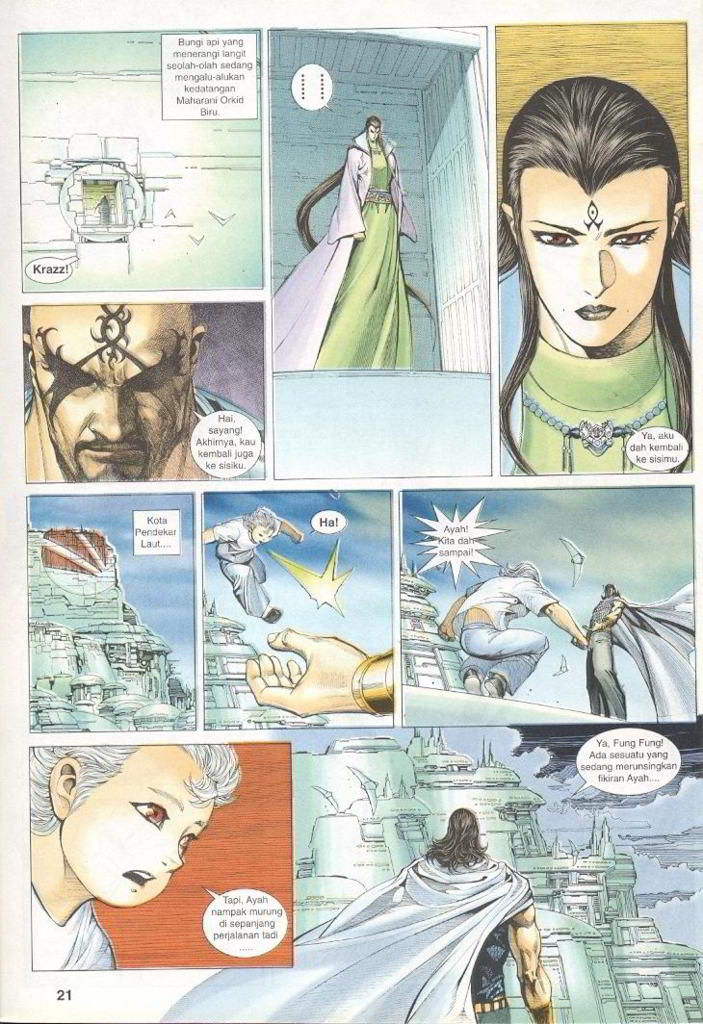 Bungi api yang
menerangi langit
seolah-olah sedang
mengalu-alukan
kedatangan
Maharani Orkid
Biru.
Krazz!
Hai,
sayang!
Akhirnya, kau
kembali juga
ke sisiku.
Ya, aku
dah kembali
ke sisimu.
Kota
Pendekar
Laut....
Ha!
Ayah!
Kita dah
sampai!
Tapi, Ayah
nampak murung
di sepanjang
perjalanan tadi
.....
Ya, Fung Fung!
Ada sesuatu yang
sedang merunsingkan
fikiran Ayah....
21